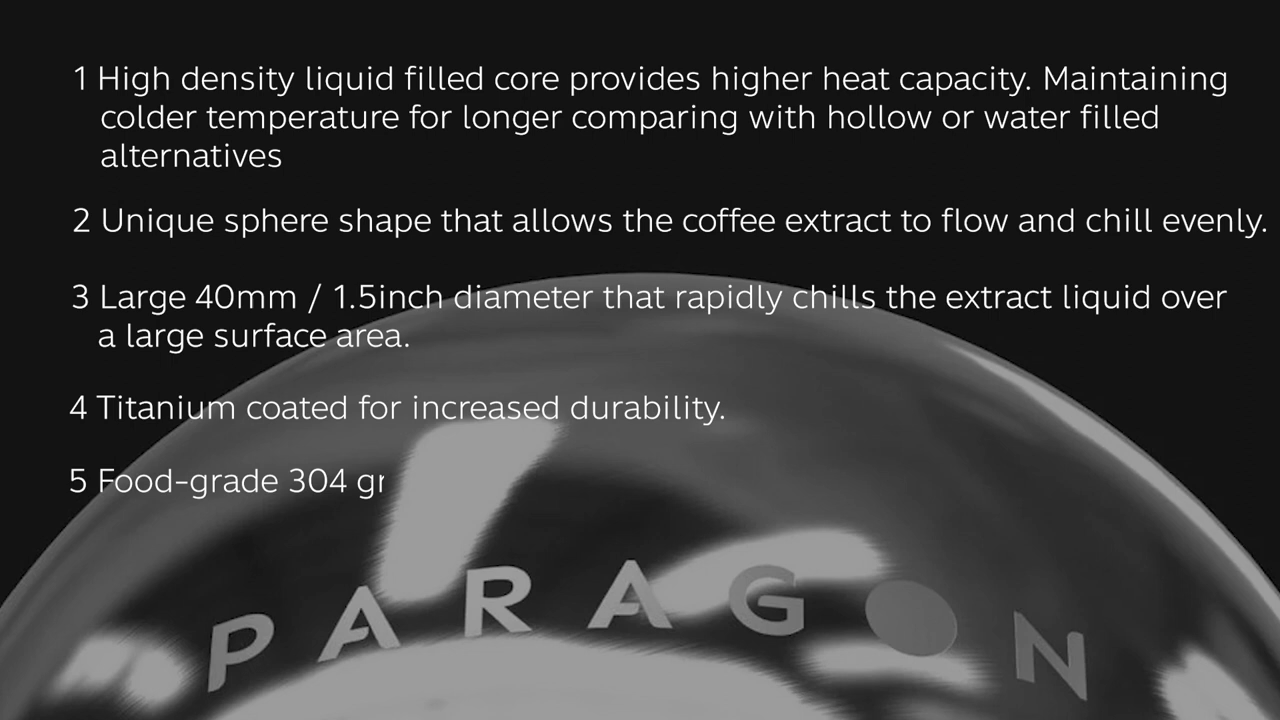 1 High density liquid filled core provides higher heat capacity. Maintaining
colder temperature for longer comparing with hollow or water filled
alternatives
2 Unique sphere shape that allows the coffee extract to flow and chill evenly.
3 Large 40mm / 1.5inch diameter that rapidly chills the extract liquid over
a large surface area.
4 Titanium coated for increased durability.
5 Food-grade 304 gr
PARAGON